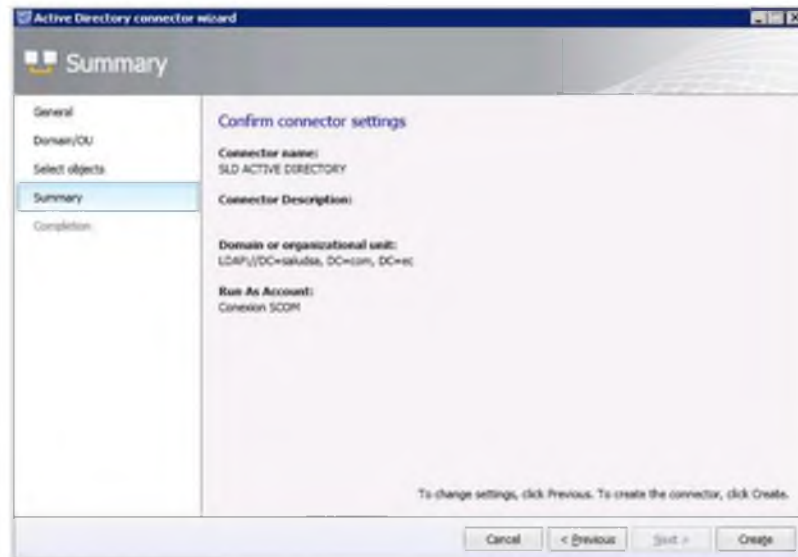 Active Directory connector wizard
Summary
General
Domain/OU
Select objects
Summary
Completion
Confirm connector settings
Connector name:
SLD ACTIVE DIRECTORY
Connector Description:
Domain or organizational unit:
LDAP://DC=saludsa, DC=com, DC=ec
Run As Account:
Conexion SCOM
To change settings, click Previous. To create the connector, click Create.
Cancel
< Previous
Next >
Create